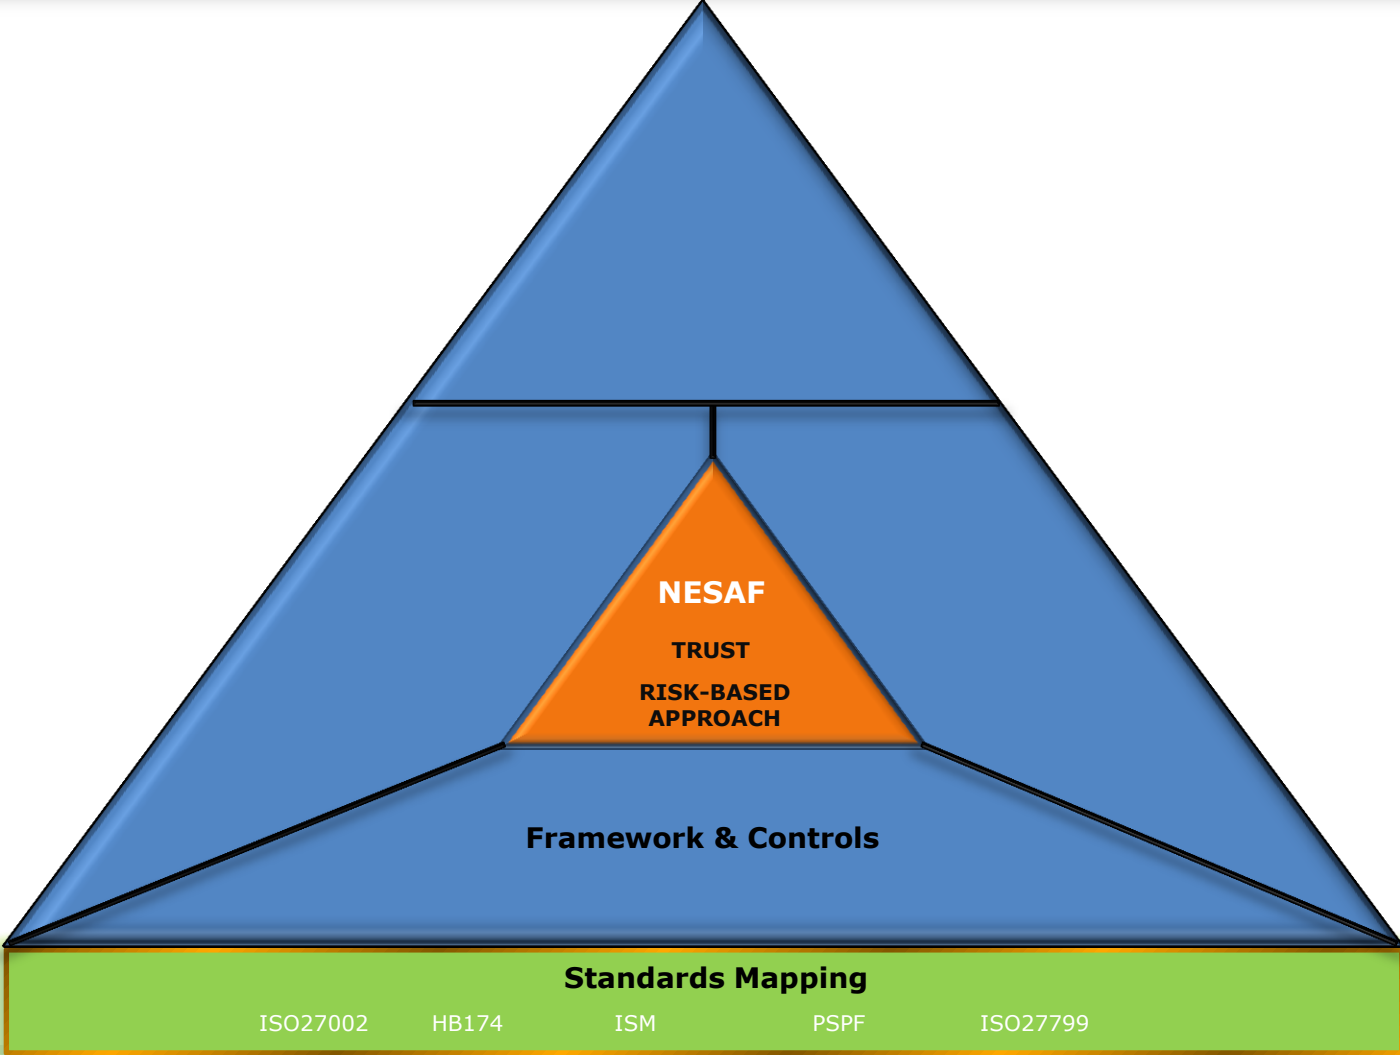 NESAF
TRUST
RISK-BASED
APPROACH
Framework & Controls
Standards Mapping
ISO27002 HB174 ISM PSPF ISO27799